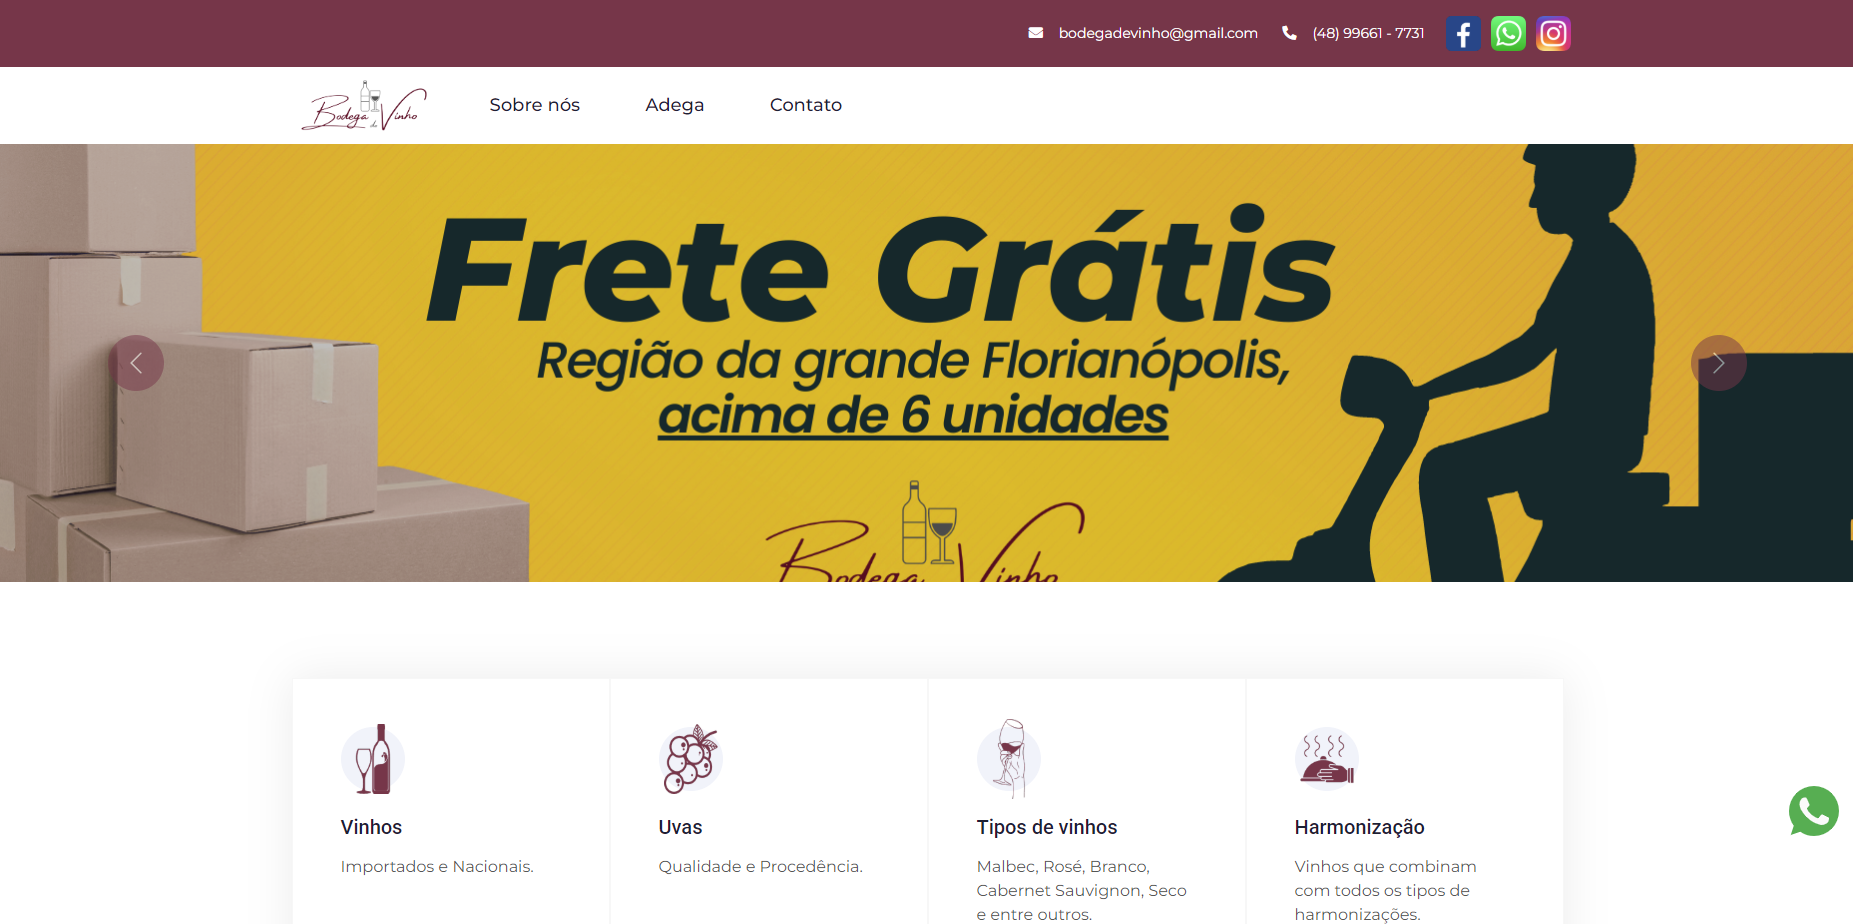 bodegadevinho@gmail.com (48) 99661 - 7731
Bodega de Vinho
Sobre nós Adega Contato
Frete Grátis
Região da grande Florianópolis,
acima de 6 unidades
Bodega Vinho
Vinhos
Importados e Nacionais.
Uvas
Qualidade e Procedência.
Tipos de vinhos
Malbec, Rosé, Branco,
Cabernet Sauvignon, Seco
e entre outros.
Harmonização
Vinhos que combinam
com todos os tipos de
harmonizações.